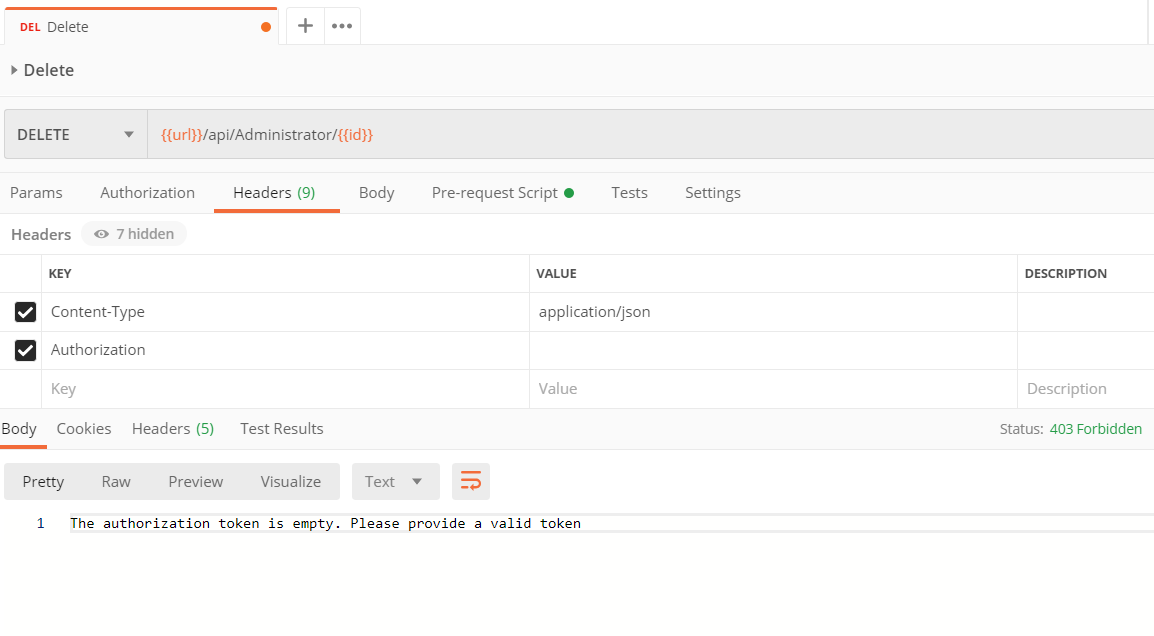 DEL Delete
Delete
DELETE {{url}}/api/Administrator/{{id}}
Params Authorization Headers (9) Body Pre-request Script Tests Settings
Headers 7 hidden
KEY VALUE DESCRIPTION
Content-Type application/json
Authorization
Key Value Description
Body Cookies Headers (5) Test Results Status: 403 Forbidden
Pretty Raw Preview Visualize Text
1 The authorization token is empty. Please provide a valid token